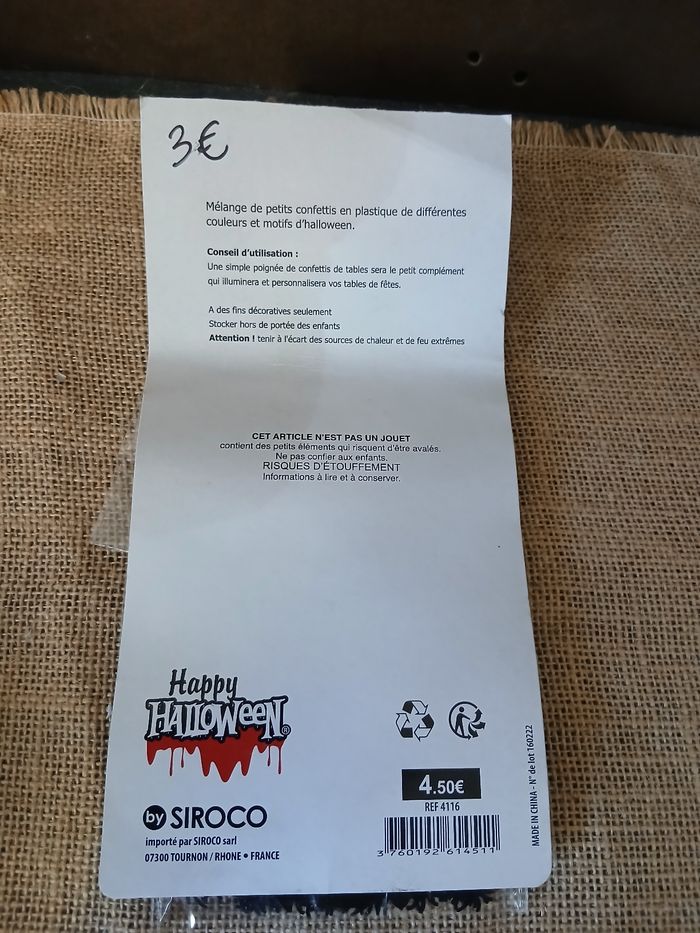 3€
Mélange de petits confettis en plastique de différentes
couleurs et motifs d'halloween.
Conseil d'utilisation :
Une simple poignée de confettis de tables sera le petit complément
qui illuminera et personnalisera vos tables de fêtes.
A des fins décoratives seulement
Stocker hors de portée des enfants
Attention ! tenir à l'écart des sources de chaleur et de feu extrêmes
CET ARTICLE N'EST PAS UN JOUET
contient des petits éléments qui risquent d'être avalés.
Ne pas confier aux enfants.
RISQUES D'ÉTOUFFEMENT
Informations à lire et à conserver.
Happy
HALLOWeeN®
by SIROCO
importé par SIROCO sarl
07300 TOURNON / RHONE • FRANCE
4.50€
REF 4116
3 760192 614511
MADE IN CHINA - N° de lot 160222